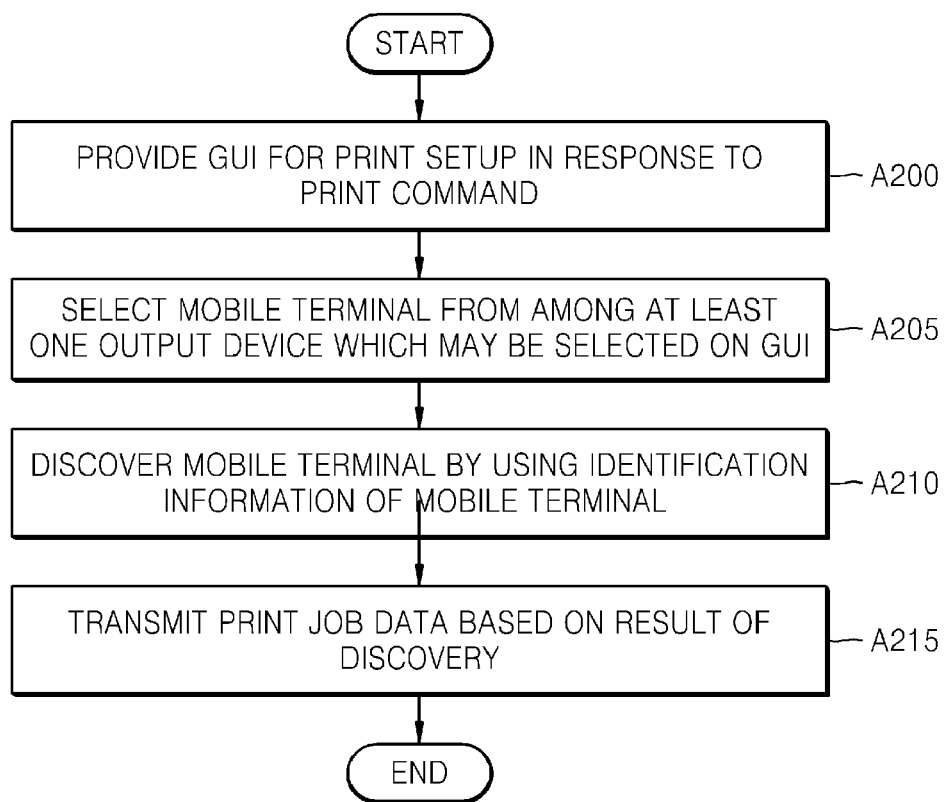 START
PROVIDE GUI FOR PRINT SETUP IN RESPONSE TO
PRINT COMMAND
A200
SELECT MOBILE TERMINAL FROM AMONG AT LEAST
ONE OUTPUT DEVICE WHICH MAY BE SELECTED ON GUI
A205
DISCOVER MOBILE TERMINAL BY USING IDENTIFICATION
INFORMATION OF MOBILE TERMINAL
A210
TRANSMIT PRINT JOB DATA BASED ON RESULT OF
DISCOVERY
A215
END